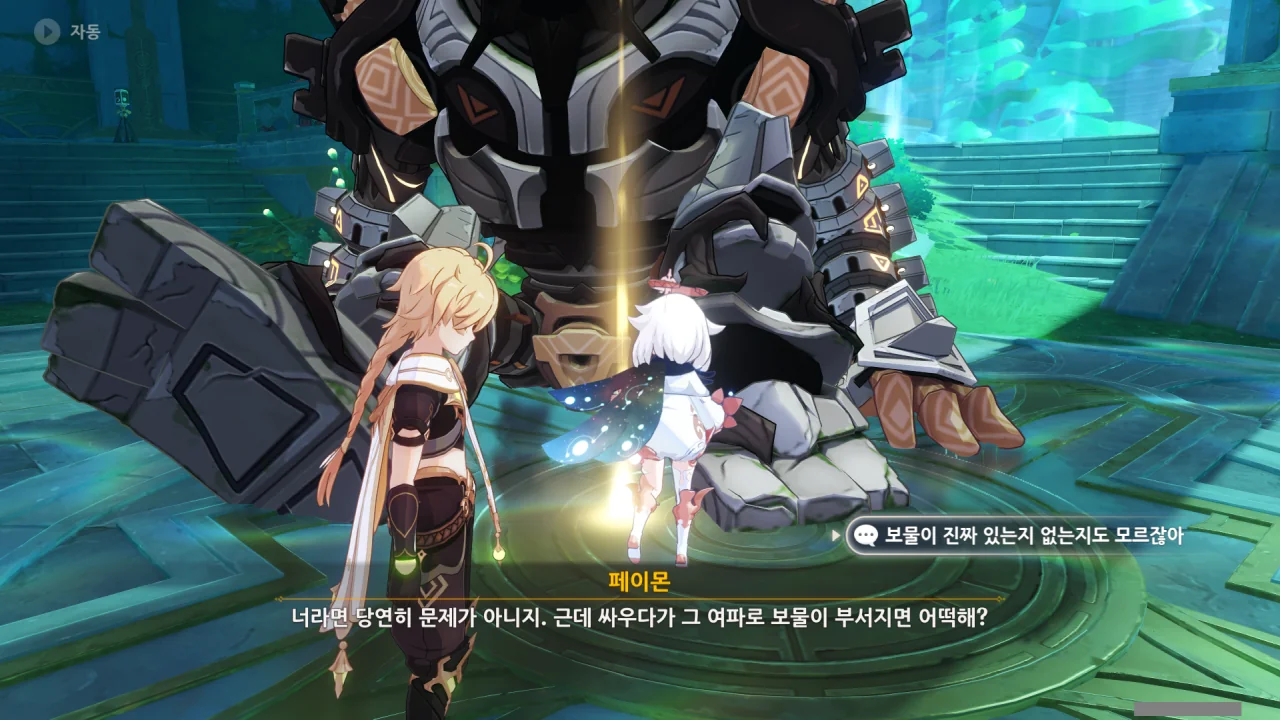 자동
보물이 진짜 있는지 없는지도 모르잖아
페이몬
너라면 당연히 문제가 아니지. 근데 싸우다가 그 여파로 보물이 부서지면 어떡해?